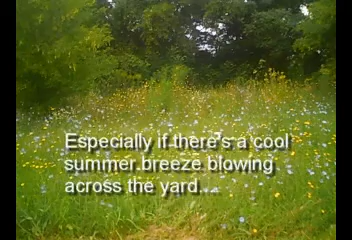 Especially if there's a cool
summer breeze blowing
across the yard...